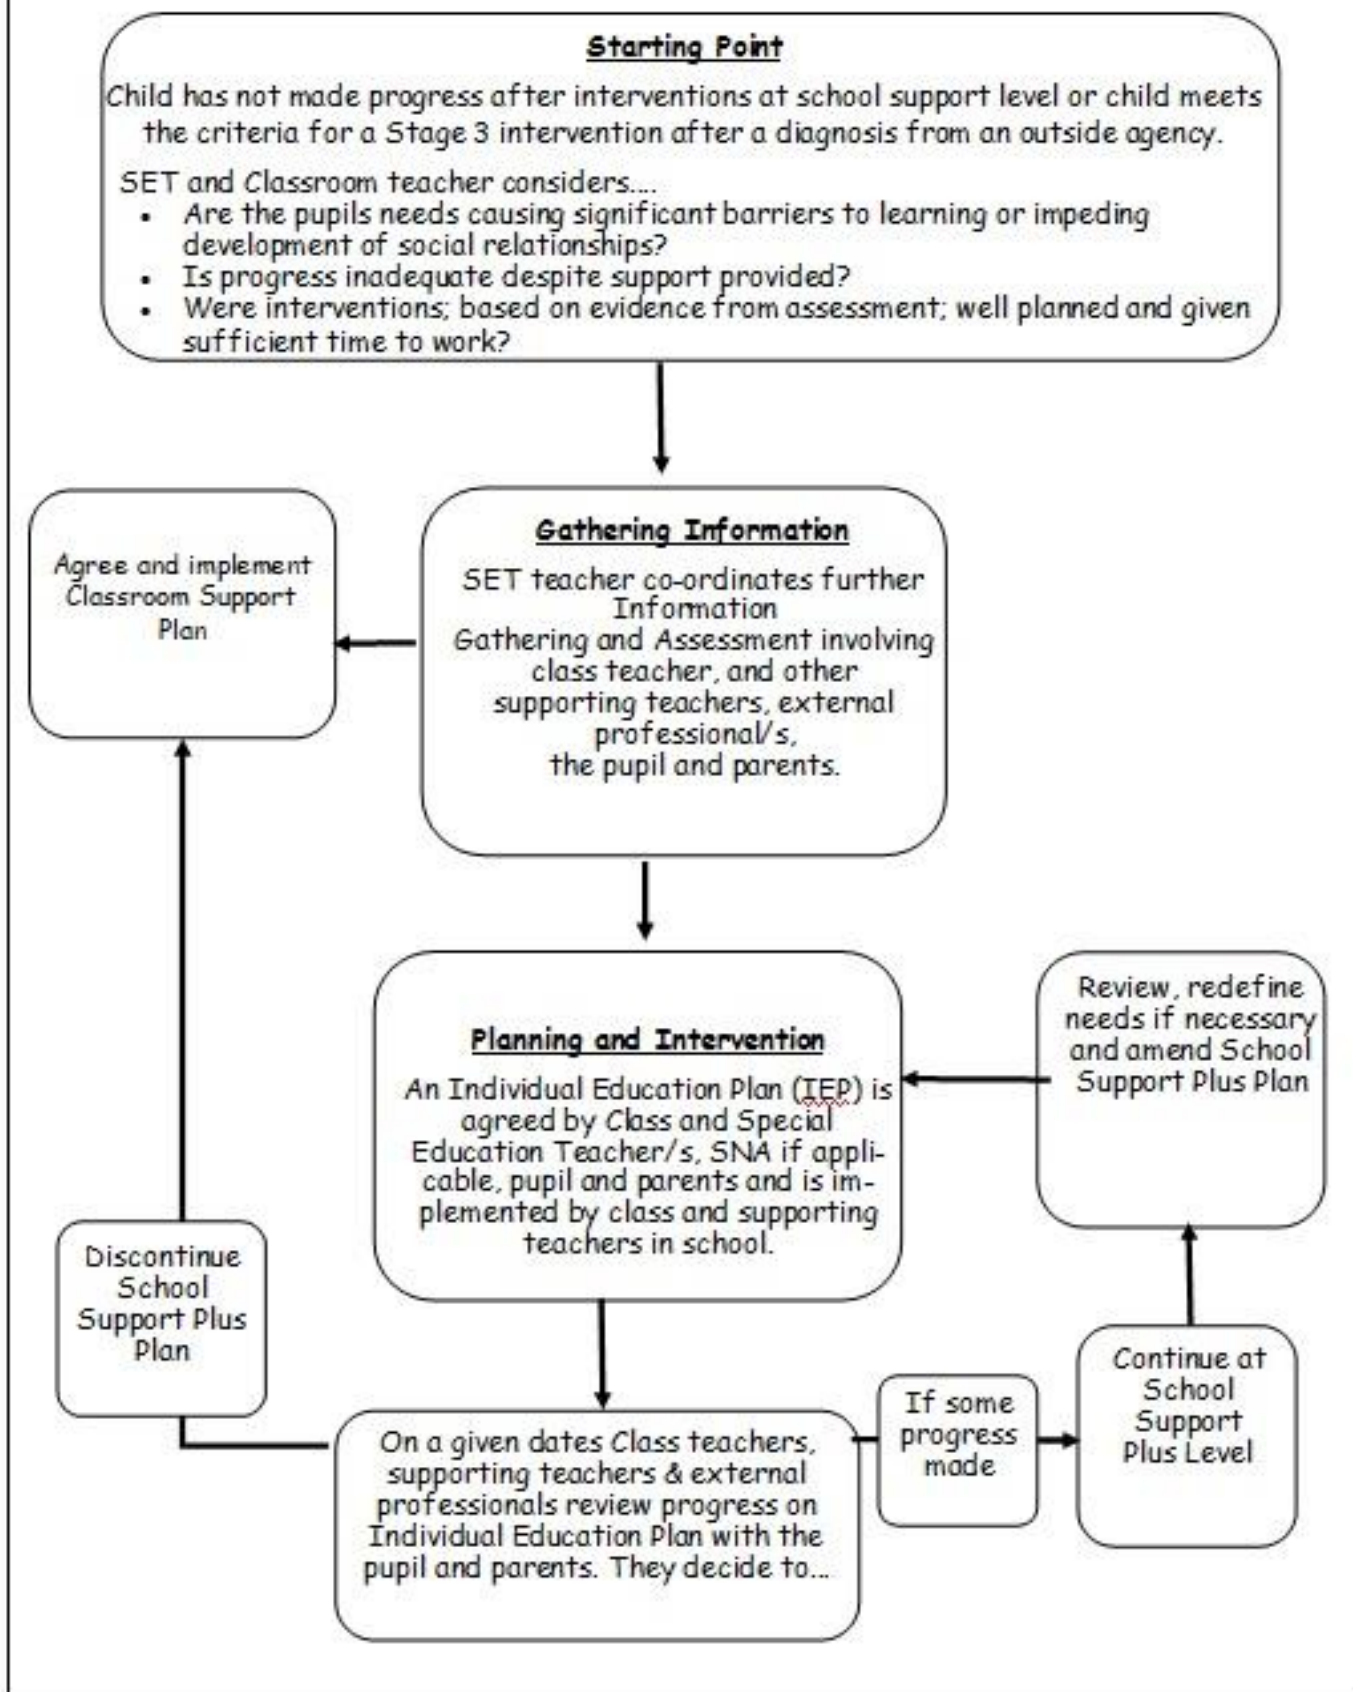 Starting Point
Child has not made progress after interventions at school support level or child meets
the criteria for a Stage 3 intervention after a diagnosis from an outside agency.
SET and Classroom teacher considers....
• Are the pupils needs causing significant barriers to learning or impeding
development of social relationships?
• Is progress inadequate despite support provided?
• Were interventions; based on evidence from assessment; well planned and given
sufficient time to work?
Agree and implement
Classroom Support
Plan
Gathering Information
SET teacher co-ordinates further
Information
Gathering and Assessment involving
class teacher, and other
supporting teachers, external
professional/s,
the pupil and parents.
Planning and Intervention
An Individual Education Plan (IEP) is
agreed by Class and Special
Education Teacher/s, SNA if appli-
cable, pupil and parents and is im-
plemented by class and supporting
teachers in school.
Review, redefine
needs if necessary
and amend School
Support Plus Plan
Discontinue
School
Support Plus
Plan
On a given dates Class teachers,
supporting teachers & external
professionals review progress on
Individual Education Plan with the
pupil and parents. They decide to...
If some
progress
made
Continue at
School
Support
Plus Level